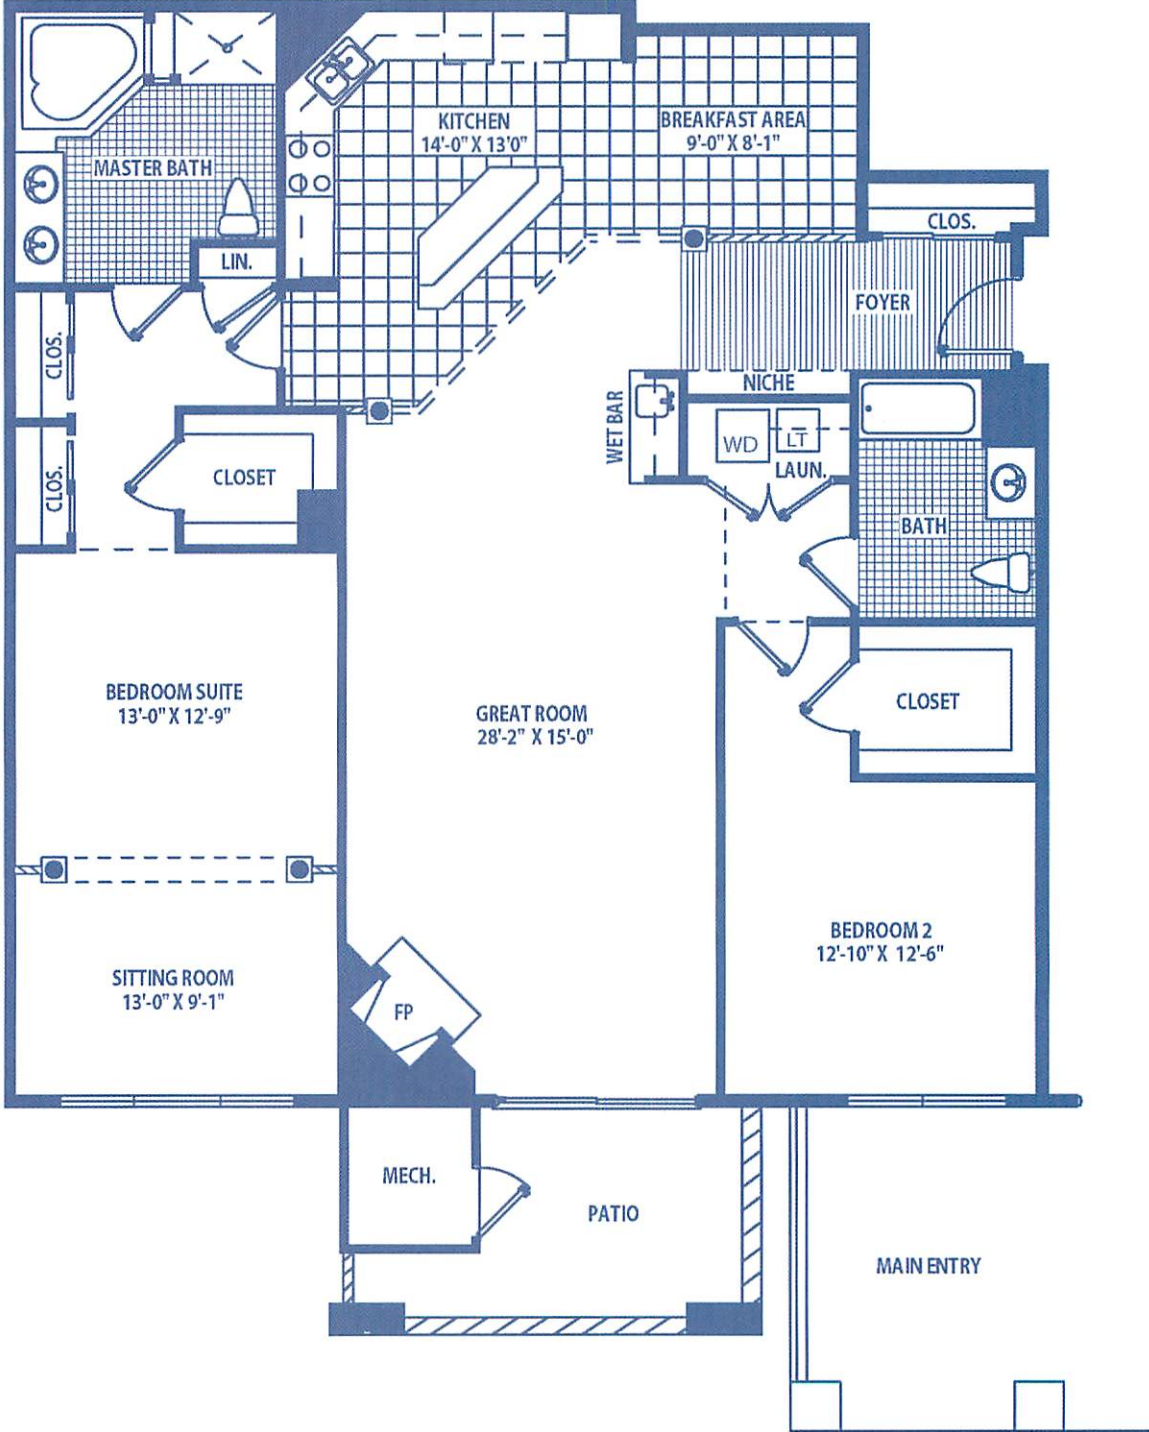 KITCHEN
14'-0" X 13'0"
BREAKFAST AREA
9'-0" X 8'-1"
MASTER BATH
CLOS.
LIN.
FOYER
CLOS.
NICHE
WET BAR
WD
LT
LAUN.
CLOS.
CLOSET
BATH
BEDROOM SUITE
13'-0" X 12'-9"
GREAT ROOM
28'-2" X 15'-0"
CLOSET
BEDROOM 2
12'-10" X 12'-6"
SITTING ROOM
13'-0" X 9'-1"
FP
MECH.
PATIO
MAIN ENTRY